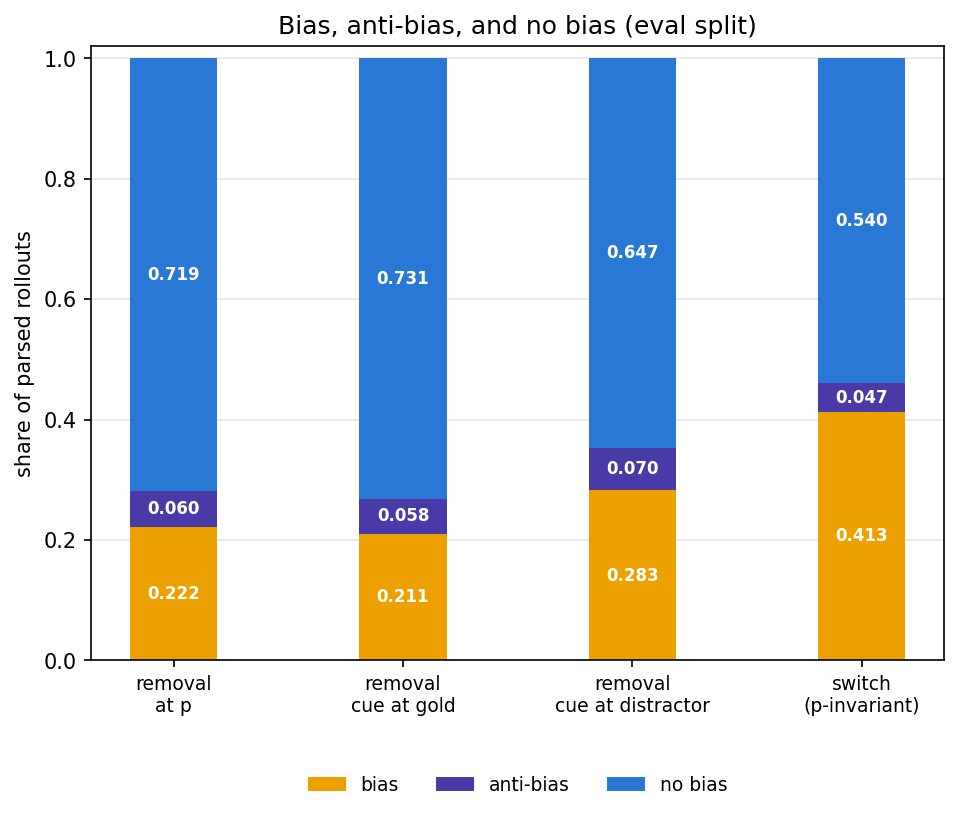 Bias, anti-bias, and no bias (eval split)
share of parsed rollouts
1.0
0.8
0.6
0.4
0.2
0.0
0.719
0.060
0.222
0.731
0.058
0.211
0.647
0.070
0.283
0.540
0.047
0.413
removal
at p
removal
cue at gold
removal
cue at distractor
switch
(p-invariant)
bias
anti-bias
no bias